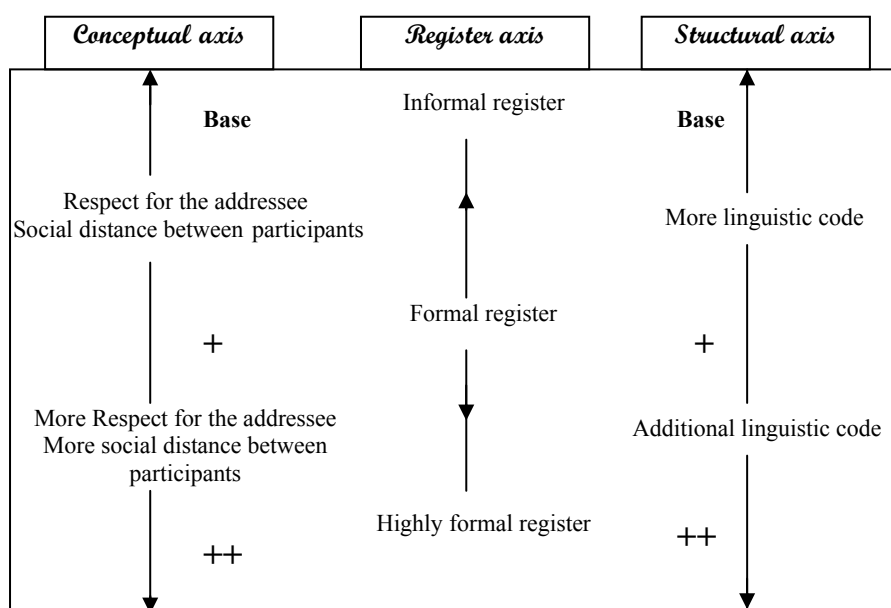 Conceptual axis
Register axis
Structural axis
Base
Respect for the addressee
Social distance between participants
+
More Respect for the addressee
More social distance between
participants
++
Informal register
Formal register
Highly formal register
Base
More linguistic code
+
Additional linguistic code
++